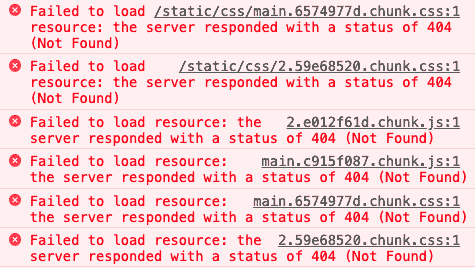 Failed to load /static/css/main.6574977d.chunk.css:1
resource: the server responded with a status of 404
(Not Found)
Failed to load /static/css/2.59e68520.chunk.css:1
resource: the server responded with a status of 404
(Not Found)
Failed to load resource: the 2.e012f61d.chunk.js:1
server responded with a status of 404 (Not Found)
Failed to load resource: main.c915f087.chunk.js:1
the server responded with a status of 404 (Not Found)
Failed to load resource: main.6574977d.chunk.css:1
the server responded with a status of 404 (Not Found)
Failed to load resource: the 2.59e68520.chunk.css:1
server responded with a status of 404 (Not Found)